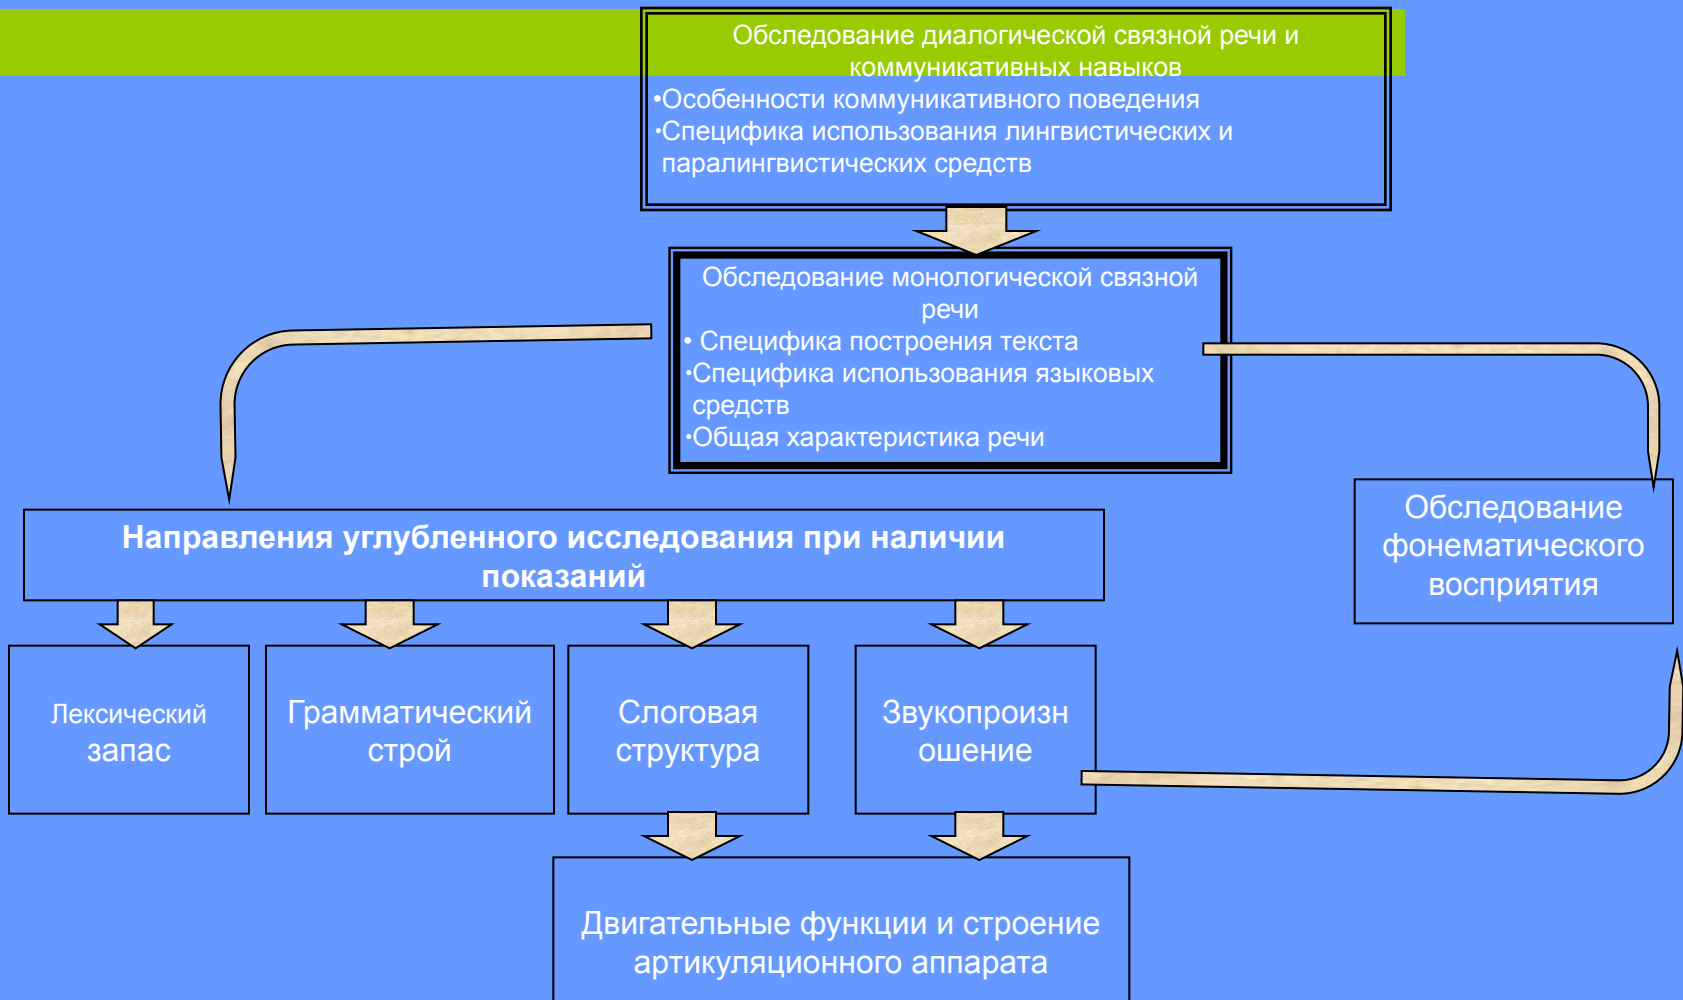 Обследование диалогической связной речи и
коммуникативных навыков
•Особенности коммуникативного поведения
•Специфика использования лингвистических и
паралингвистических средств
Обследование монологической связной
речи
• Специфика построения текста
•Специфика использования языковых
средств
•Общая характеристика речи
Направления углубленного исследования при наличии
показаний
Обследование
фонематического
восприятия
Лексический
запас
Грамматический
строй
Слоговая
структура
Звукопроизн
ошение
Двигательные функции и строение
артикуляционного аппарата